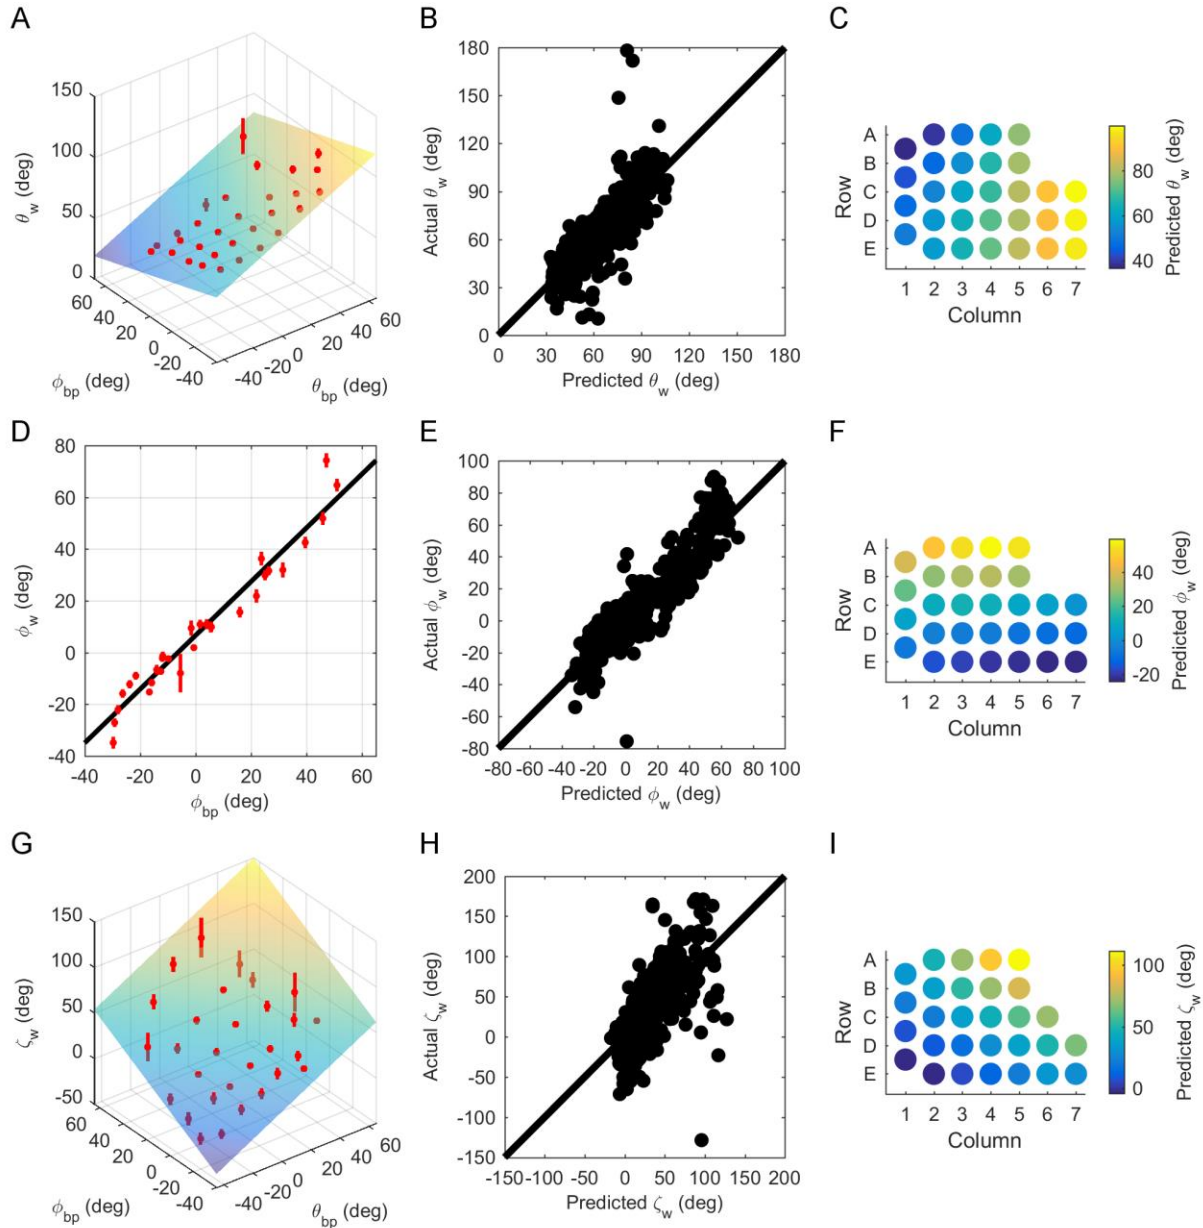 A
150
100
50
0
θw (deg)
60
40
20
0
-20
-40
ϕbp (deg)
-40
-20
0
20
40
60
θbp (deg)
B
180
150
120
90
60
30
0
Actual θw (deg)
0 30 60 90 120 150 180
Predicted θw (deg)
C
A
B
C
D
E
Row
1 2 3 4 5 6 7
Column
80
60
40
Predicted θw (deg)
D
80
60
40
20
0
-20
-40
ϕw (deg)
-40 -20 0 20 40 60
ϕbp (deg)
E
100
80
60
40
20
0
-20
-40
-60
-80
Actual ϕw (deg)
-80 -60 -40 -20 0 20 40 60 80 100
Predicted ϕw (deg)
F
A
B
C
D
E
Row
1 2 3 4 5 6 7
Column
40
20
0
-20
Predicted ϕw (deg)
G
150
100
50
0
-50
ζw (deg)
60
40
20
0
-20
-40
ϕbp (deg)
-40
-20
0
20
40
60
θbp (deg)
H
200
150
100
50
0
-50
-100
-150
Actual ζw (deg)
-150 -100 -50 0 50 100 150 200
Predicted ζw (deg)
I
A
B
C
D
E
Row
1 2 3 4 5 6 7
Column
100
50
0
Predicted ζw (deg)